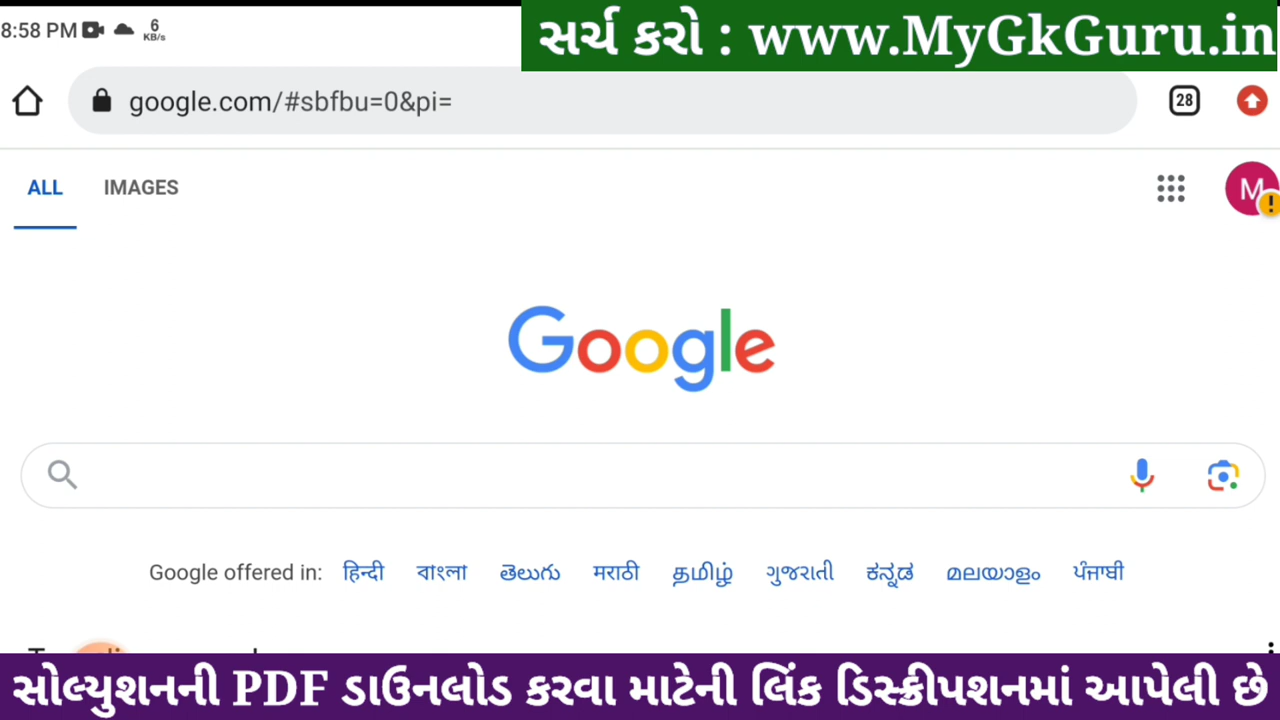 સર્ચ કરો : www.MyGkGuru.in
8:58 PM 6 KB/s
google.com/#sbfbu=0&pi=
28
ALL IMAGES
M
Google
Google offered in: हिन्दी বাংলা తెలుగు मराठी தமிழ் ગુજરાતી ಕನ್ನಡ മലയാളം ਪੰਜਾਬੀ
સોલ્યુશનની PDF ડાઉનલોડ કરવા માટેની લિંક ડિસ્ક્રીપશનમાં આપેલી છે